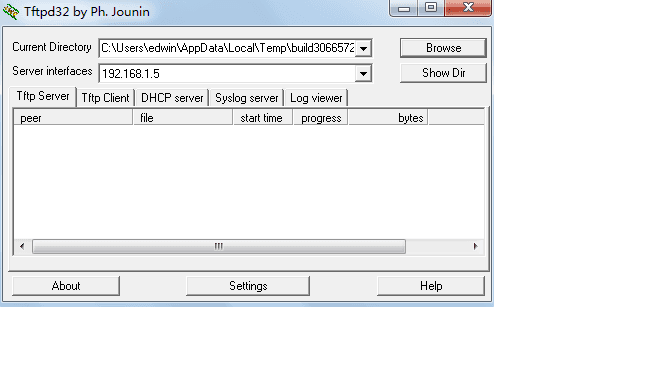 Tftpd32 by Ph. Jounin
Current Directory C:\Users\edwin\AppData\Local\Temp\build3066572 Browse
Server interfaces 192.168.1.5 Show Dir
Tftp Server Tftp Client DHCP server Syslog server Log viewer
peer file start time progress bytes
About Settings Help